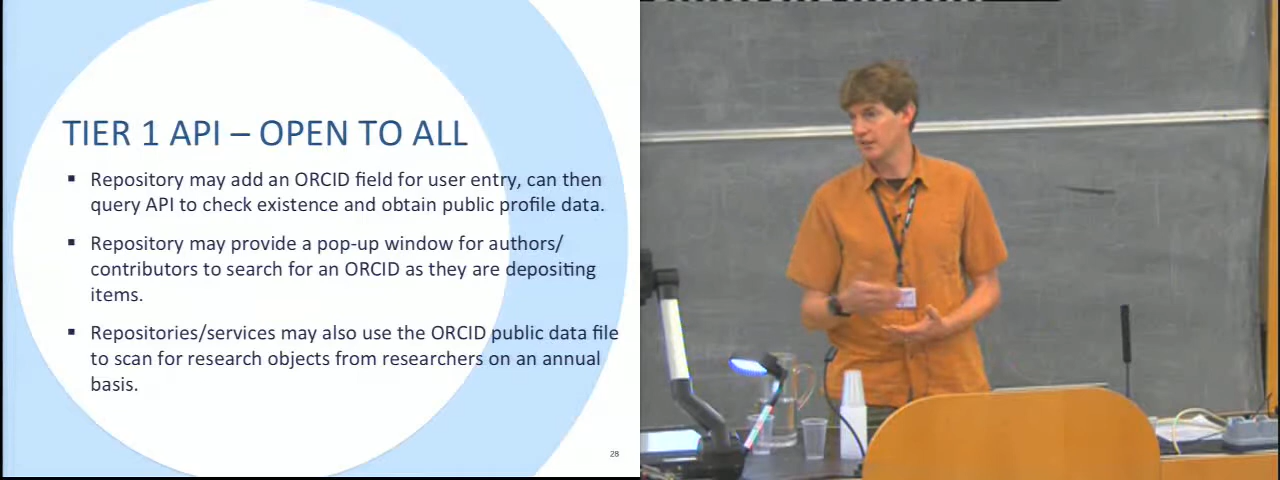 TIER 1 API – OPEN TO ALL
▪ Repository may add an ORCID field for user entry, can then
query API to check existence and obtain public profile data.
▪ Repository may provide a pop-up window for authors/
contributors to search for an ORCID as they are depositing
items.
▪ Repositories/services may also use the ORCID public data file
to scan for research objects from researchers on an annual
basis.
28